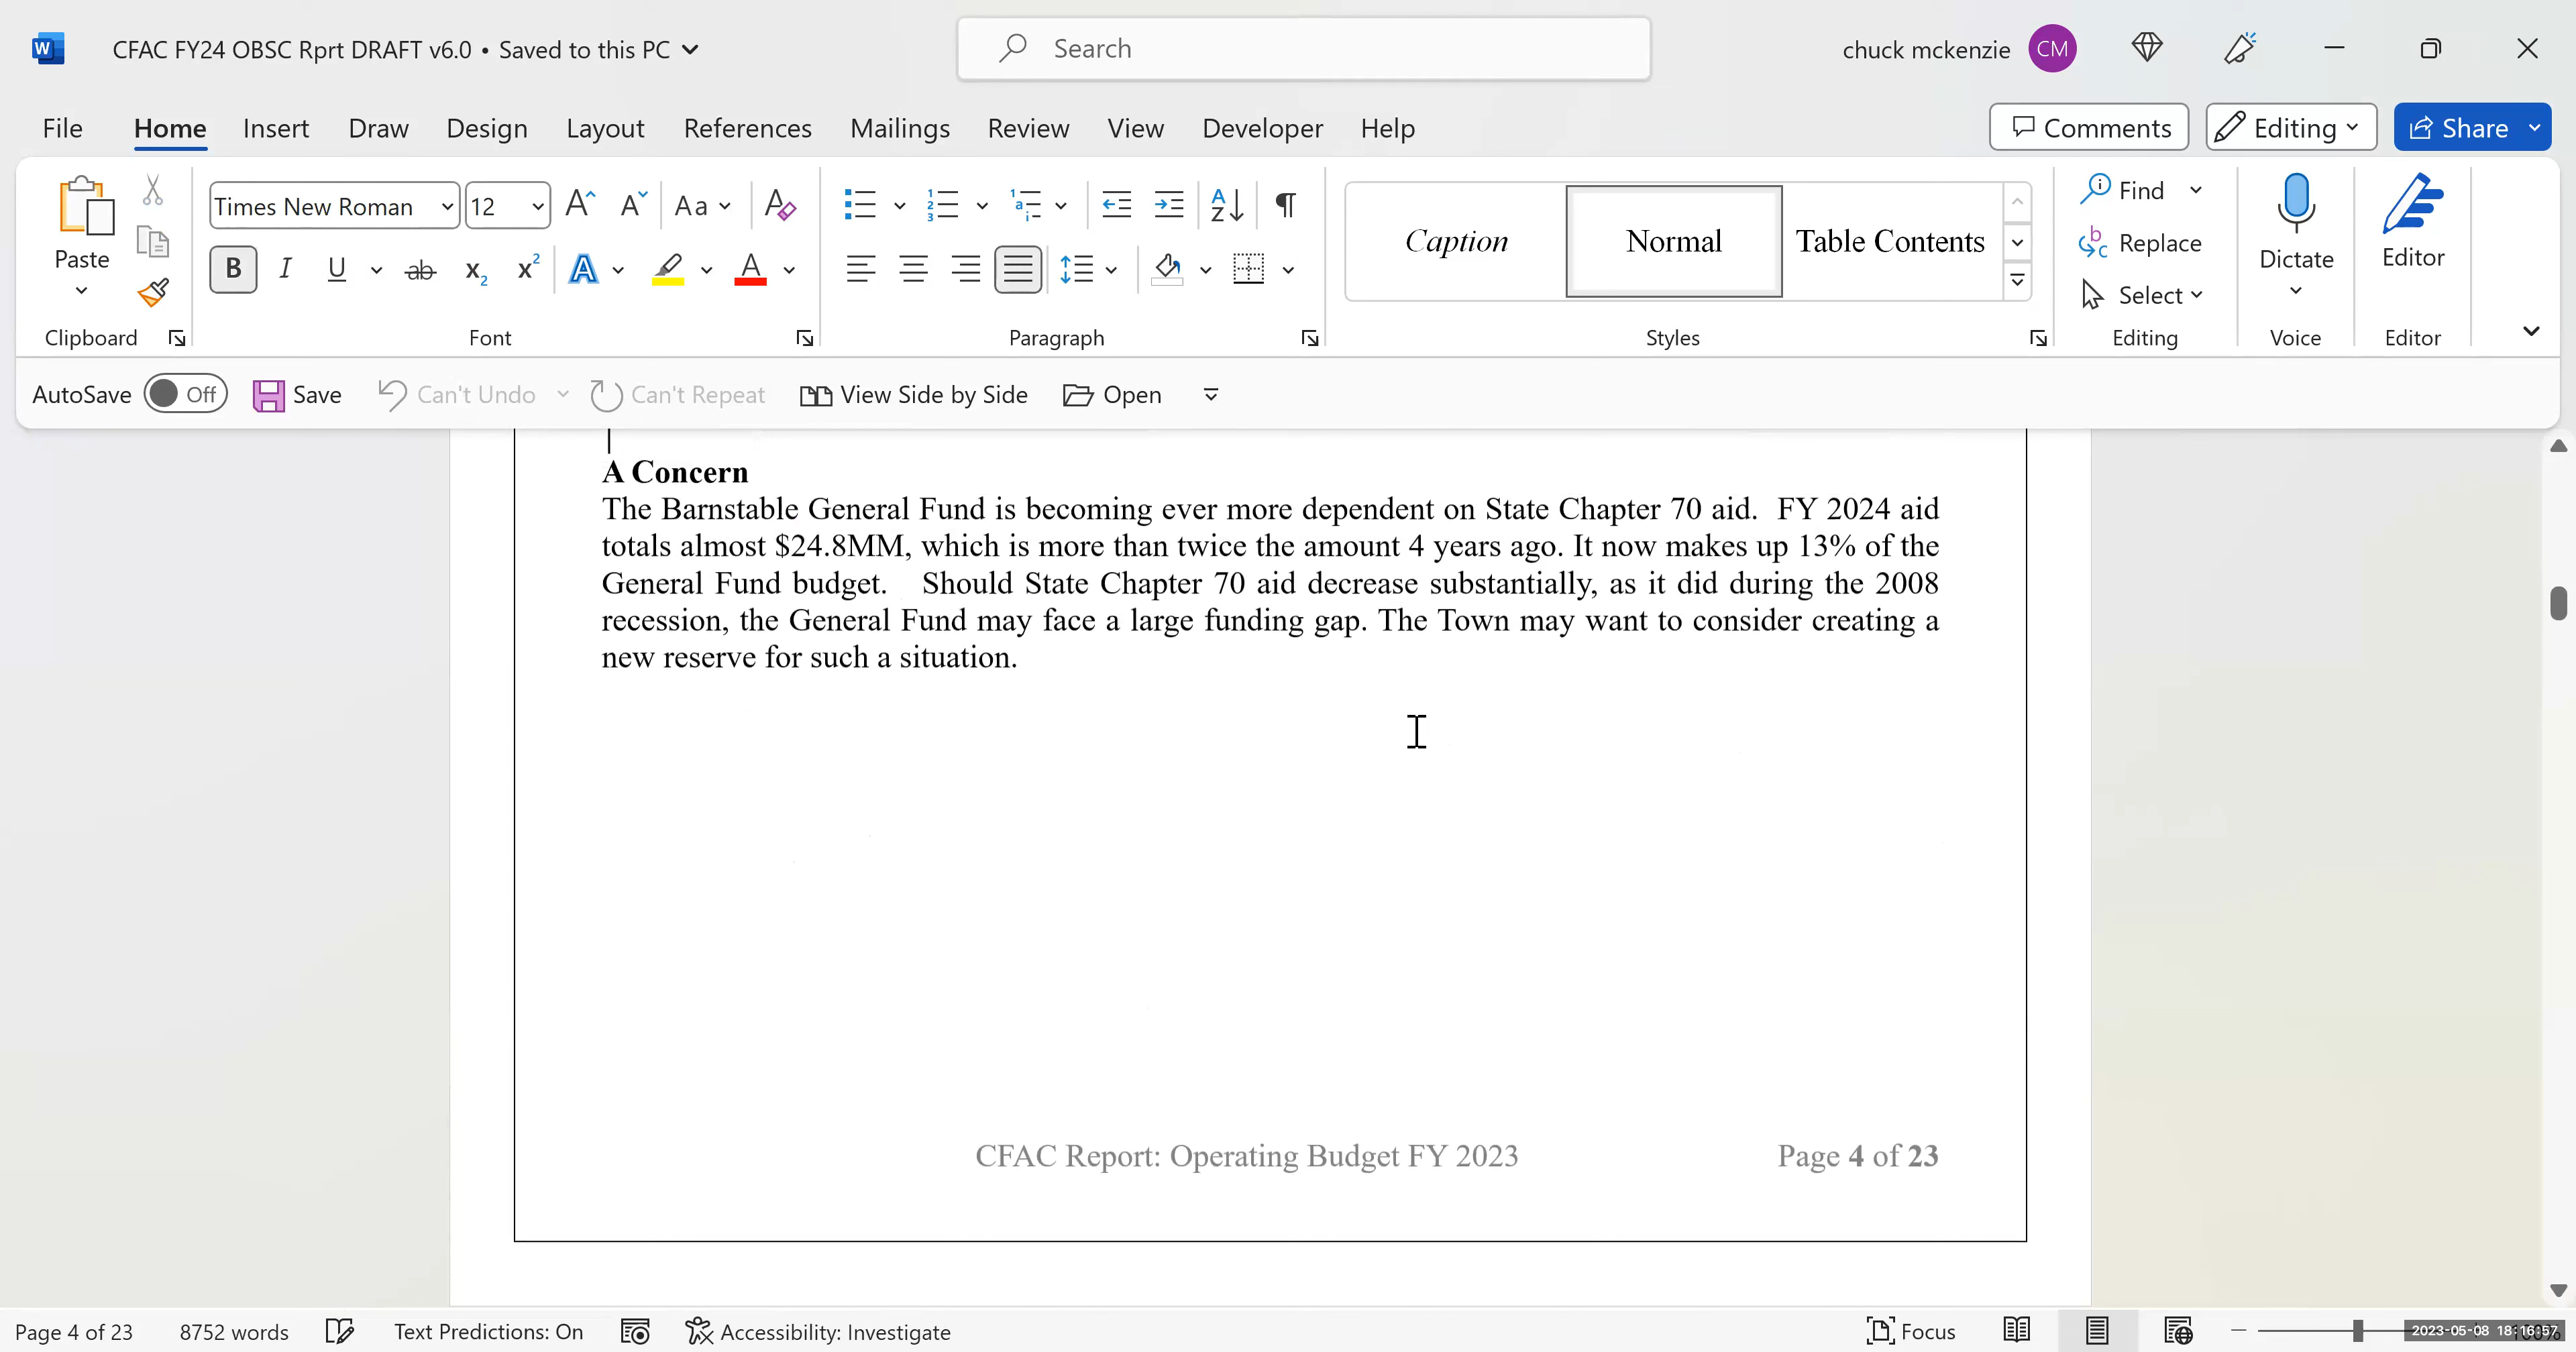 CFAC FY24 OBSC Rprt DRAFT v6.0 • Saved to this PC
Search
chuck mckenzie CM
File Home Insert Draw Design Layout References Mailings Review View Developer Help
Comments Editing Share
Paste
Clipboard
Times New Roman 12
Font
Paragraph
Caption Normal Table Contents
Styles
Find
Replace
Select
Editing
Dictate
Voice
Editor
Editor
AutoSave Off Save Can't Undo Can't Repeat View Side by Side Open
A Concern
The Barnstable General Fund is becoming ever more dependent on State Chapter 70 aid. FY 2024 aid
totals almost $24.8MM, which is more than twice the amount 4 years ago. It now makes up 13% of the
General Fund budget. Should State Chapter 70 aid decrease substantially, as it did during the 2008
recession, the General Fund may face a large funding gap. The Town may want to consider creating a
new reserve for such a situation.
CFAC Report: Operating Budget FY 2023 Page 4 of 23
Page 4 of 23 8752 words Text Predictions: On Accessibility: Investigate Focus
2023-05-08 18:16:57